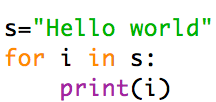 s="Hello world"
for i in s:
    print(i)